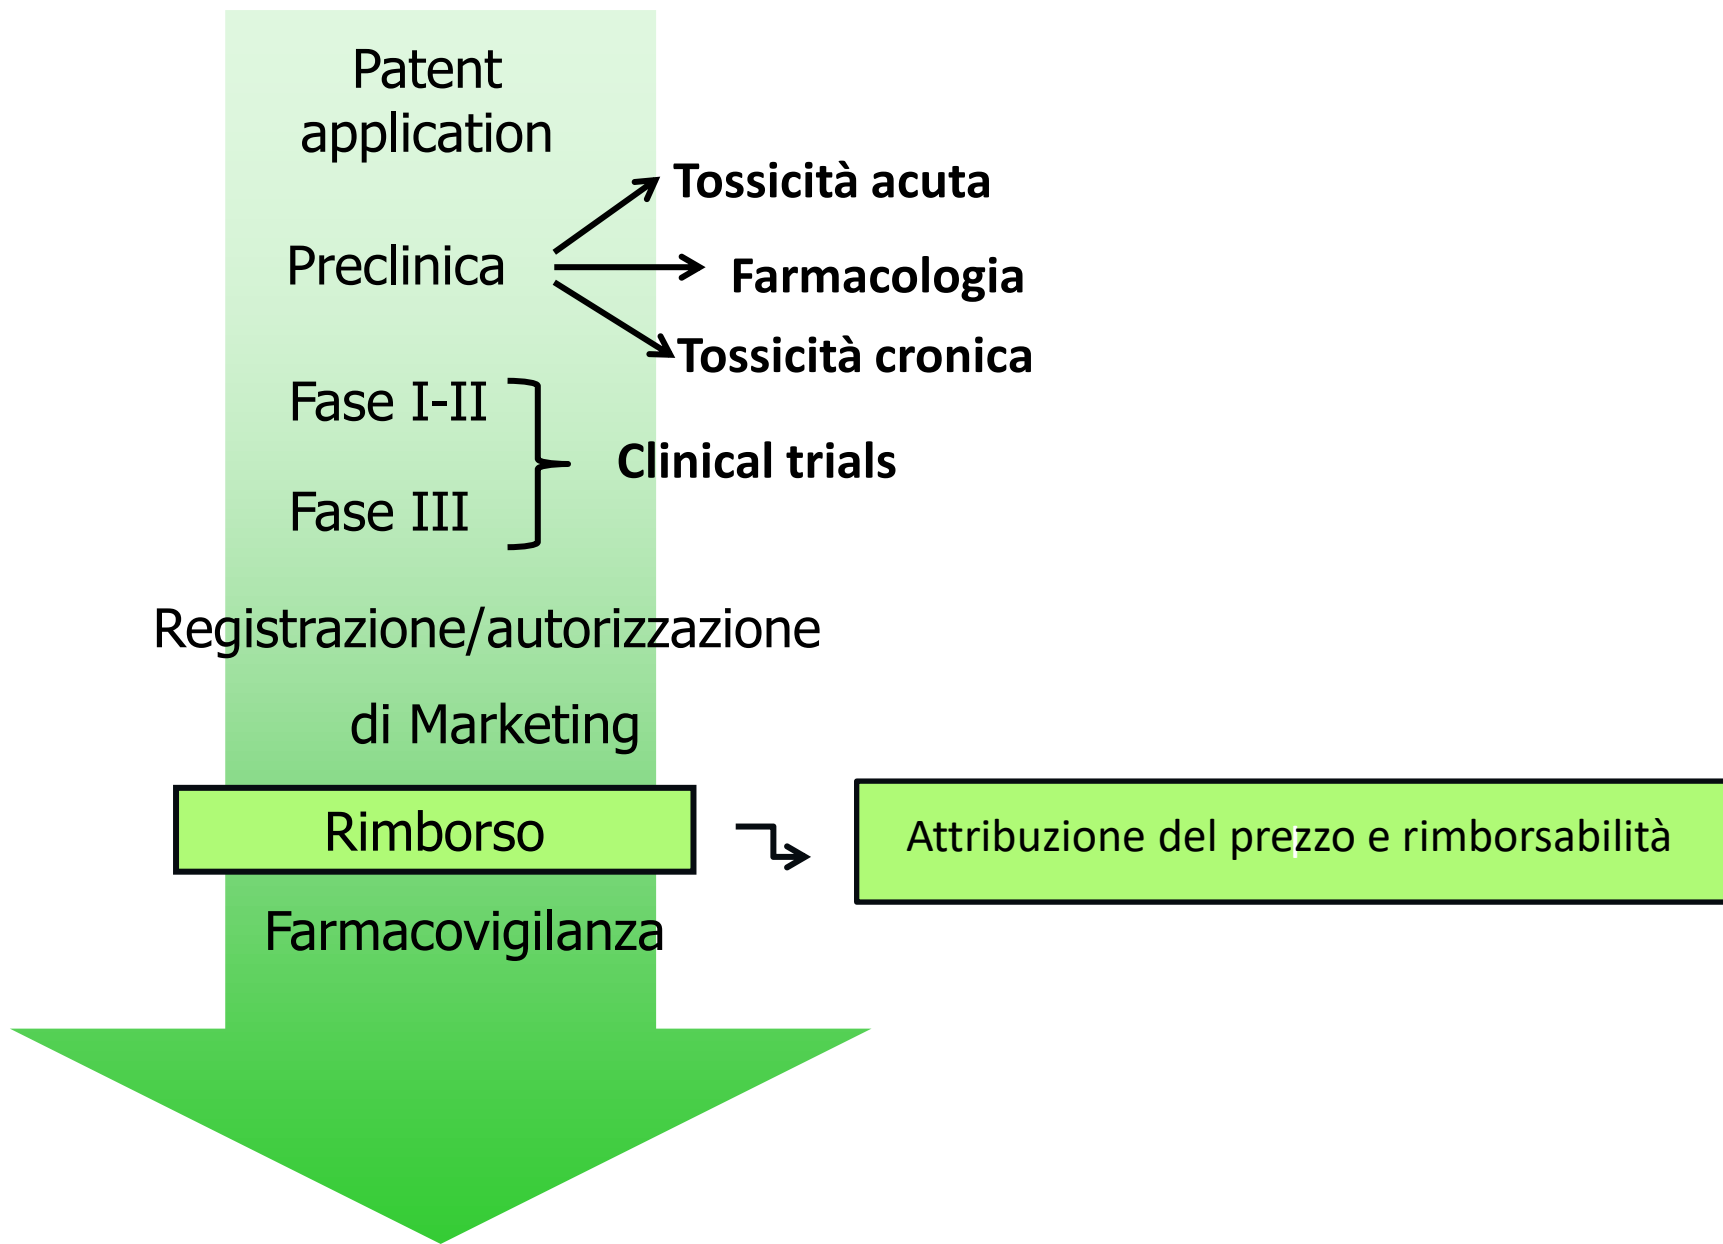 Patent
application
Tossicità acuta
Preclinica
Farmacologia
Tossicità cronica
Fase I-II
Clinical trials
Fase III
Registrazione/autorizzazione
di Marketing
Rimborso
Attribuzione del prezzo e rimborsabilità
Farmacovigilanza